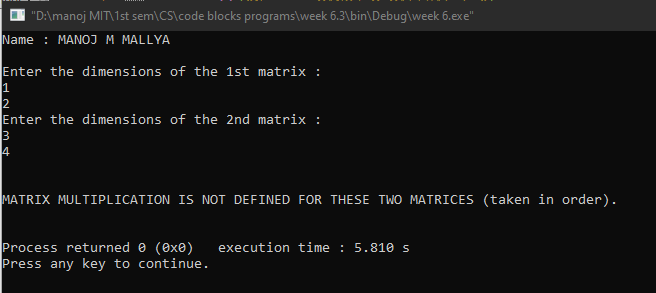 "D:\manoj MIT\1st sem\CS\code blocks programs\week 6.3\bin\Debug\week 6.exe"
Name : MANOJ M MALLYA
Enter the dimensions of the 1st matrix :
1
2
Enter the dimensions of the 2nd matrix :
3
4
MATRIX MULTIPLICATION IS NOT DEFINED FOR THESE TWO MATRICES (taken in order).
Process returned 0 (0x0)   execution time : 5.810 s
Press any key to continue.